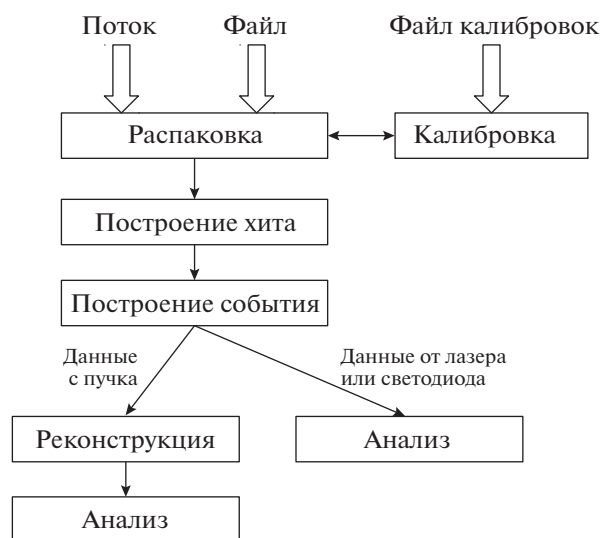 Поток
Файл
Файл калибровок
Распаковка
Калибровка
Построение хита
Построение события
Данные
с пучка
Данные от лазера
или светодиода
Реконструкция
Анализ
Анализ